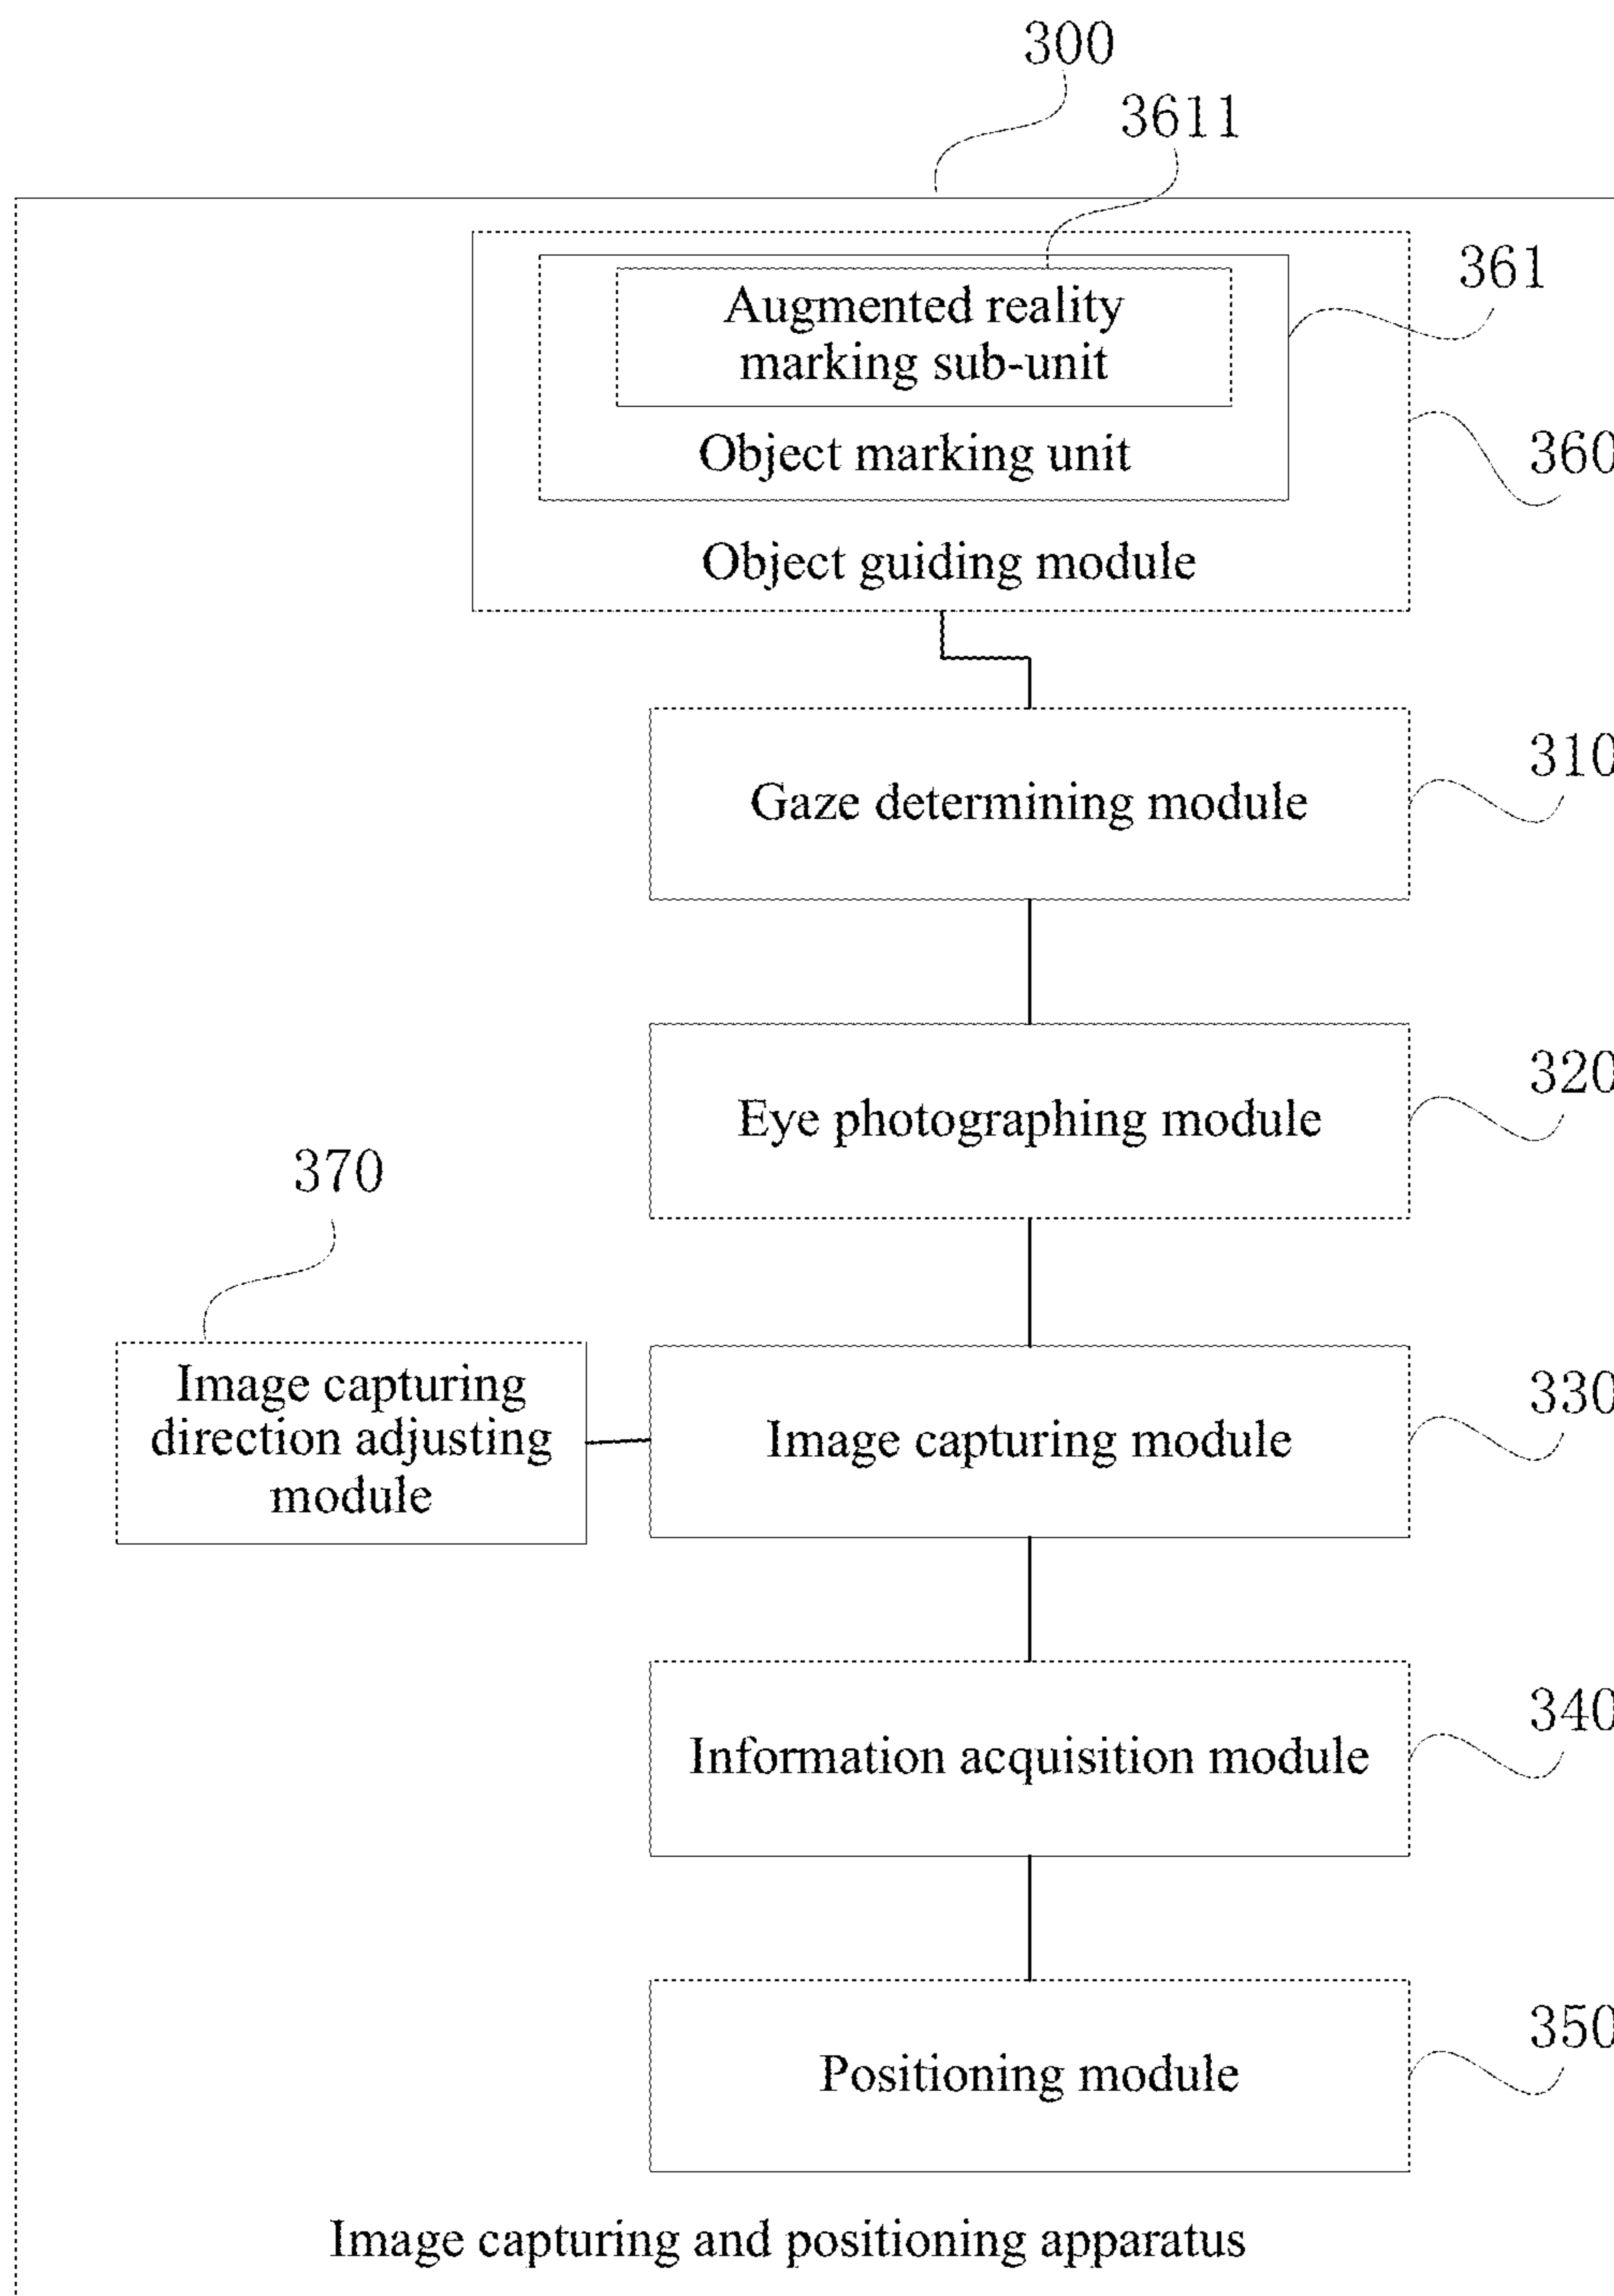 300
3611
361
Augmented reality
marking sub-unit
Object marking unit
360
Object guiding module
310
Gaze determining module
320
Eye photographing module
370
Image capturing
direction adjusting
module
330
Image capturing module
340
Information acquisition module
350
Positioning module
Image capturing and positioning apparatus